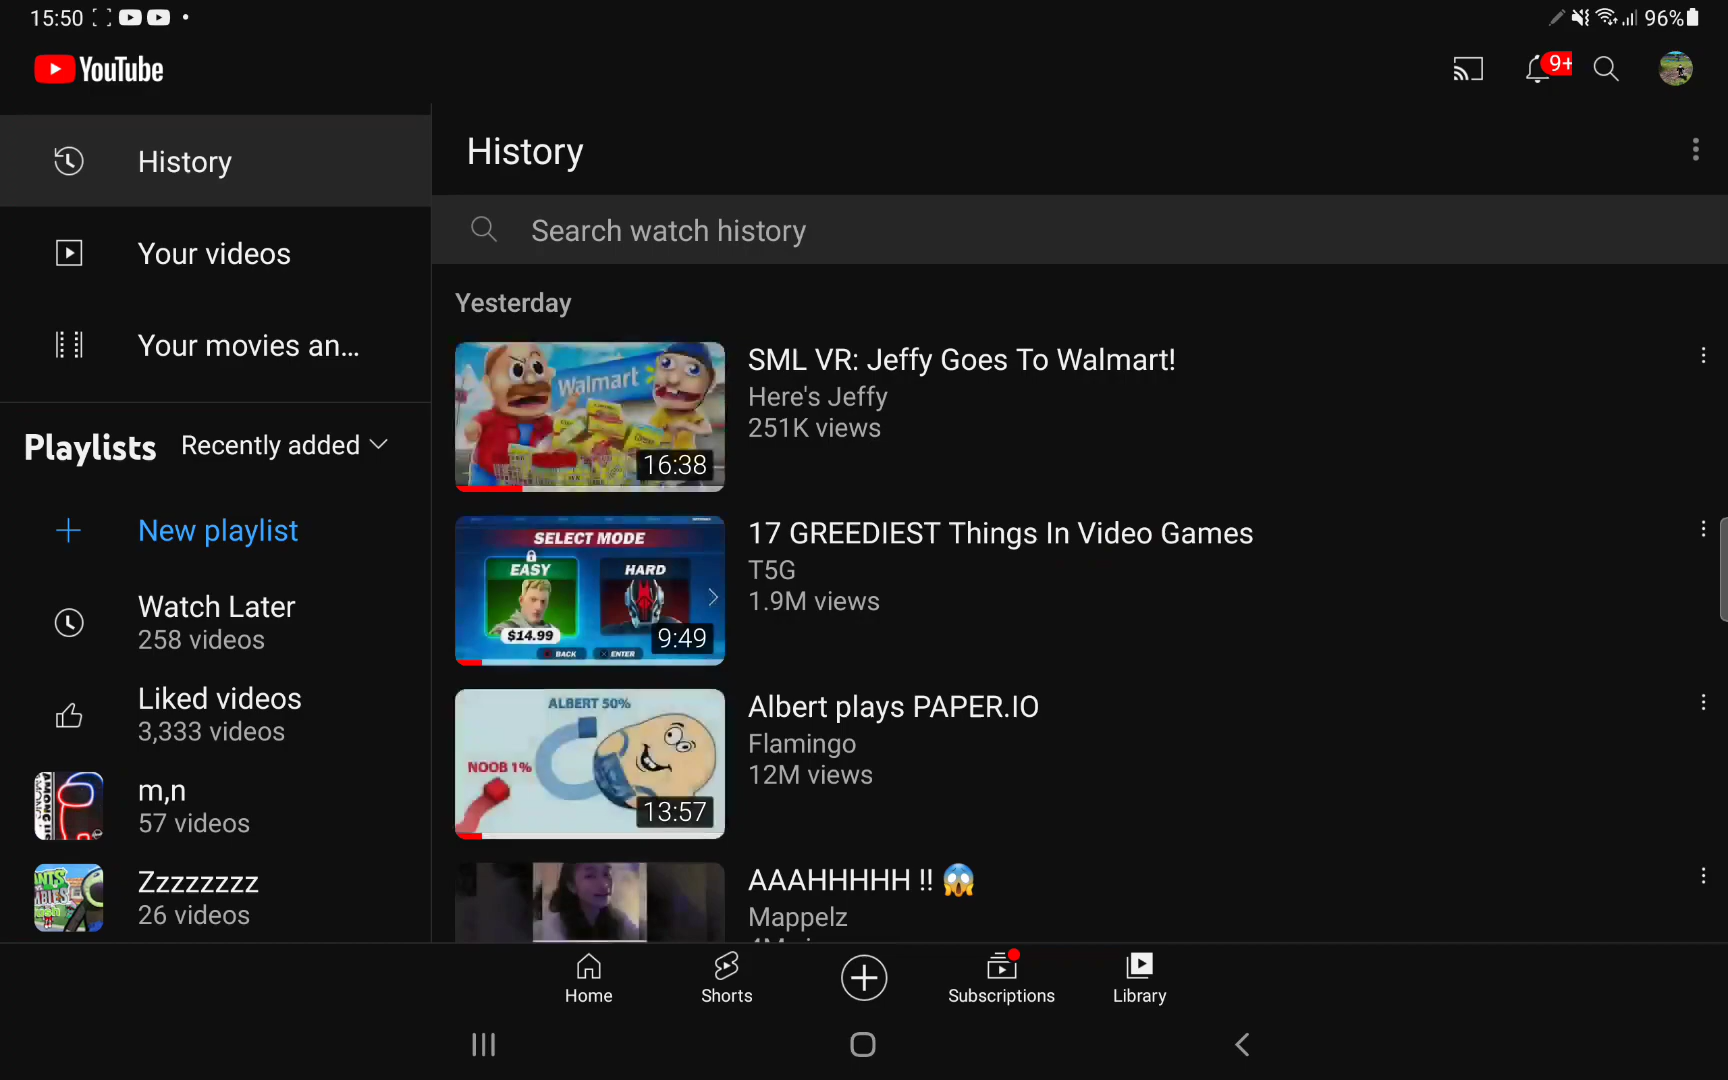 15:50
96%
YouTube
9+
History
Your videos
Your movies an...
Playlists
Recently added
New playlist
Watch Later
258 videos
Liked videos
3,333 videos
m,n
57 videos
Zzzzzzzz
26 videos
History
Search watch history
Yesterday
Walmart
16:38
SML VR: Jeffy Goes To Walmart!
Here's Jeffy
251K views
SELECT MODE
EASY
HARD
$14.99
BACK
ENTER
9:49
17 GREEDIEST Things In Video Games
T5G
1.9M views
ALBERT 50%
NOOB 1%
13:57
Albert plays PAPER.IO
Flamingo
12M views
AAAHHHHH !! 😱
Mappelz
Home
Shorts
Subscriptions
Library